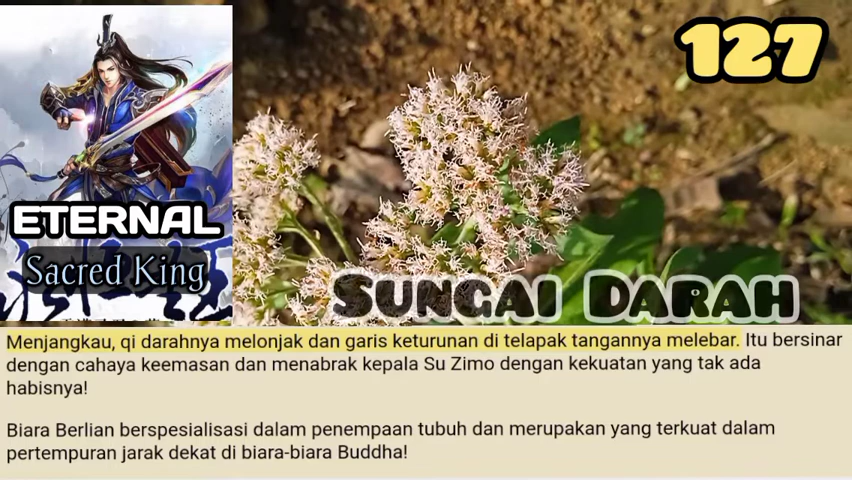 127
ETERNAL
Sacred King
SUNGAI DARAH
Menjangkau, qi darahnya melonjak dan garis keturunan di telapak tangannya melebar. Itu bersinar
dengan cahaya keemasan dan menabrak kepala Su Zimo dengan kekuatan yang tak ada
habisnya!
Biara Berlian berspesialisasi dalam penempaan tubuh dan merupakan yang terkuat dalam
pertempuran jarak dekat di biara-biara Buddha!